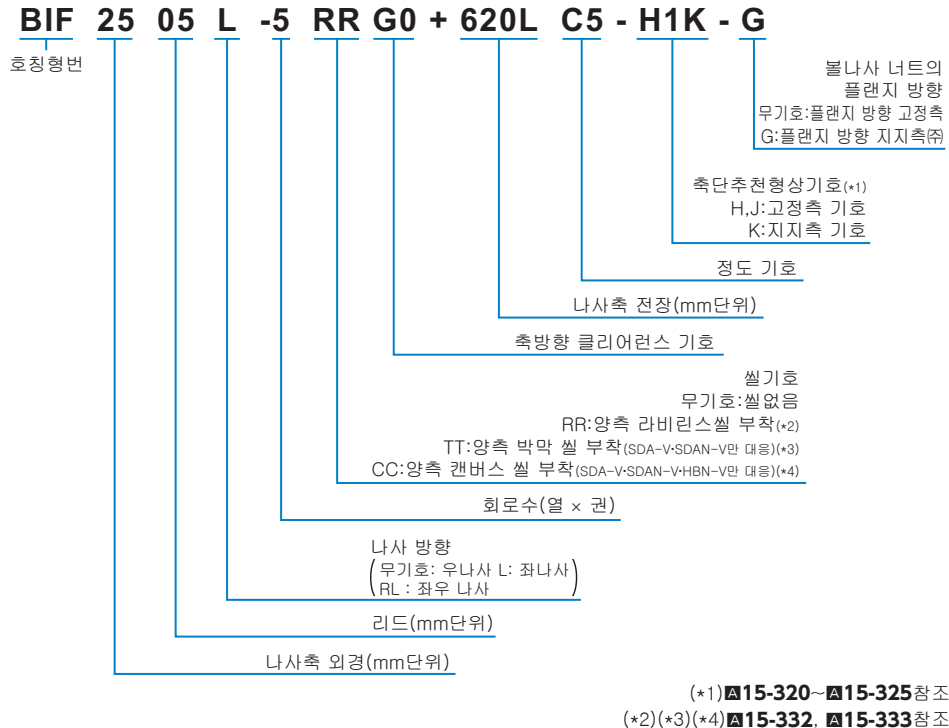 BIF 25 05 L -5 RR G0 + 620L C5 - H1K - G
호칭형번
볼나사 너트의
플랜지 방향
무기호:플랜지 방향 고정측
G:플랜지 방향 지지측㈜
축단추천형상기호(*1)
H,J:고정측 기호
K:지지측 기호
정도 기호
나사축 전장(mm단위)
축방향 클리어런스 기호
씰기호
무기호:씰없음
RR:양측 라비린스씰 부착(*2)
TT:양측 박막 씰 부착(SDA-V·SDAN-V만 대응)(*3)
CC:양측 캔버스 씰 부착(SDA-V·SDAN-V·HBN-V만 대응)(*4)
회로수(열 × 권)
나사 방향
(무기호: 우나사 L: 좌나사
RL : 좌우 나사)
리드(mm단위)
나사축 외경(mm단위)
(*1)A15-320~A15-325참조
(*2)(*3)(*4)A15-332, A15-333참조